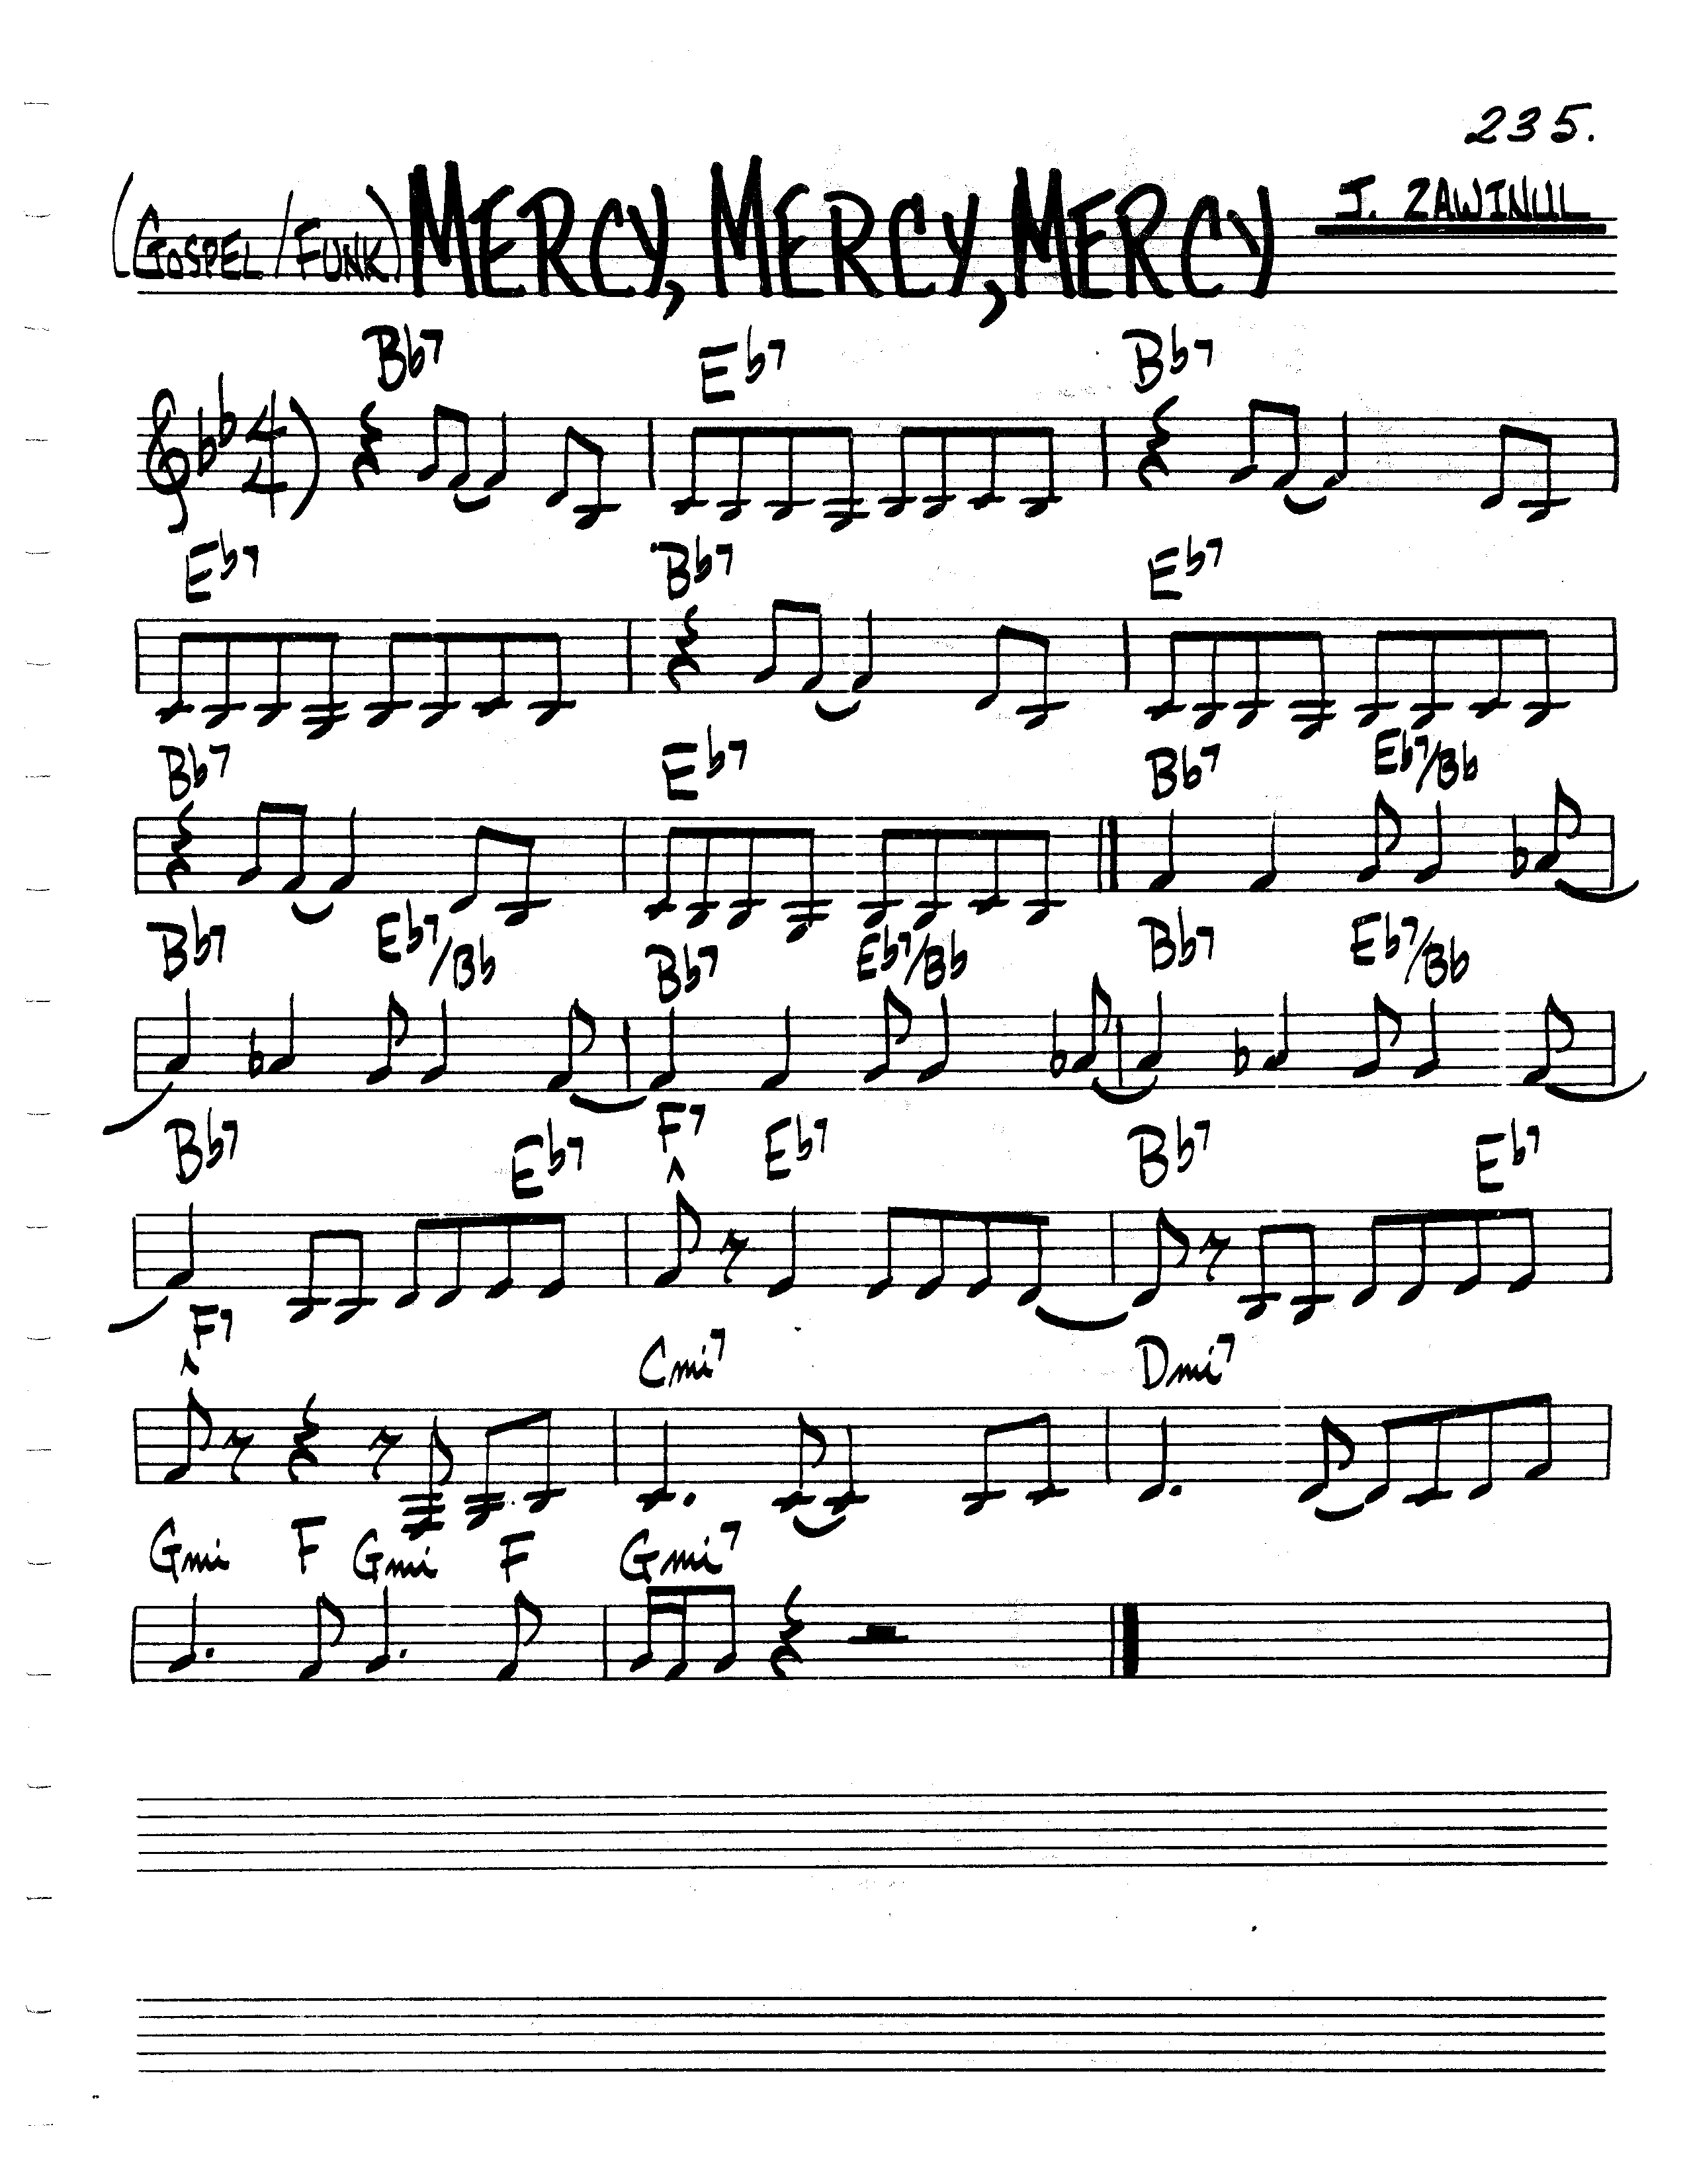 235.
(GOSPEL/FUNK) MERCY, MERCY, MERCY J. ZAWINUL
Bb7 Eb7 Bb7
4
4
Eb7 Bb7 Eb7
Bb7 Eb7 Bb7 Eb7/Bb
Bb7 Eb7/Bb Bb7 Eb7/Bb Bb7 Eb7/Bb
Bb7 Eb7 F7 Eb7 Bb7 Eb7
F7 Cmi7 Dmi7
Gmi F Gmi F Gmi7